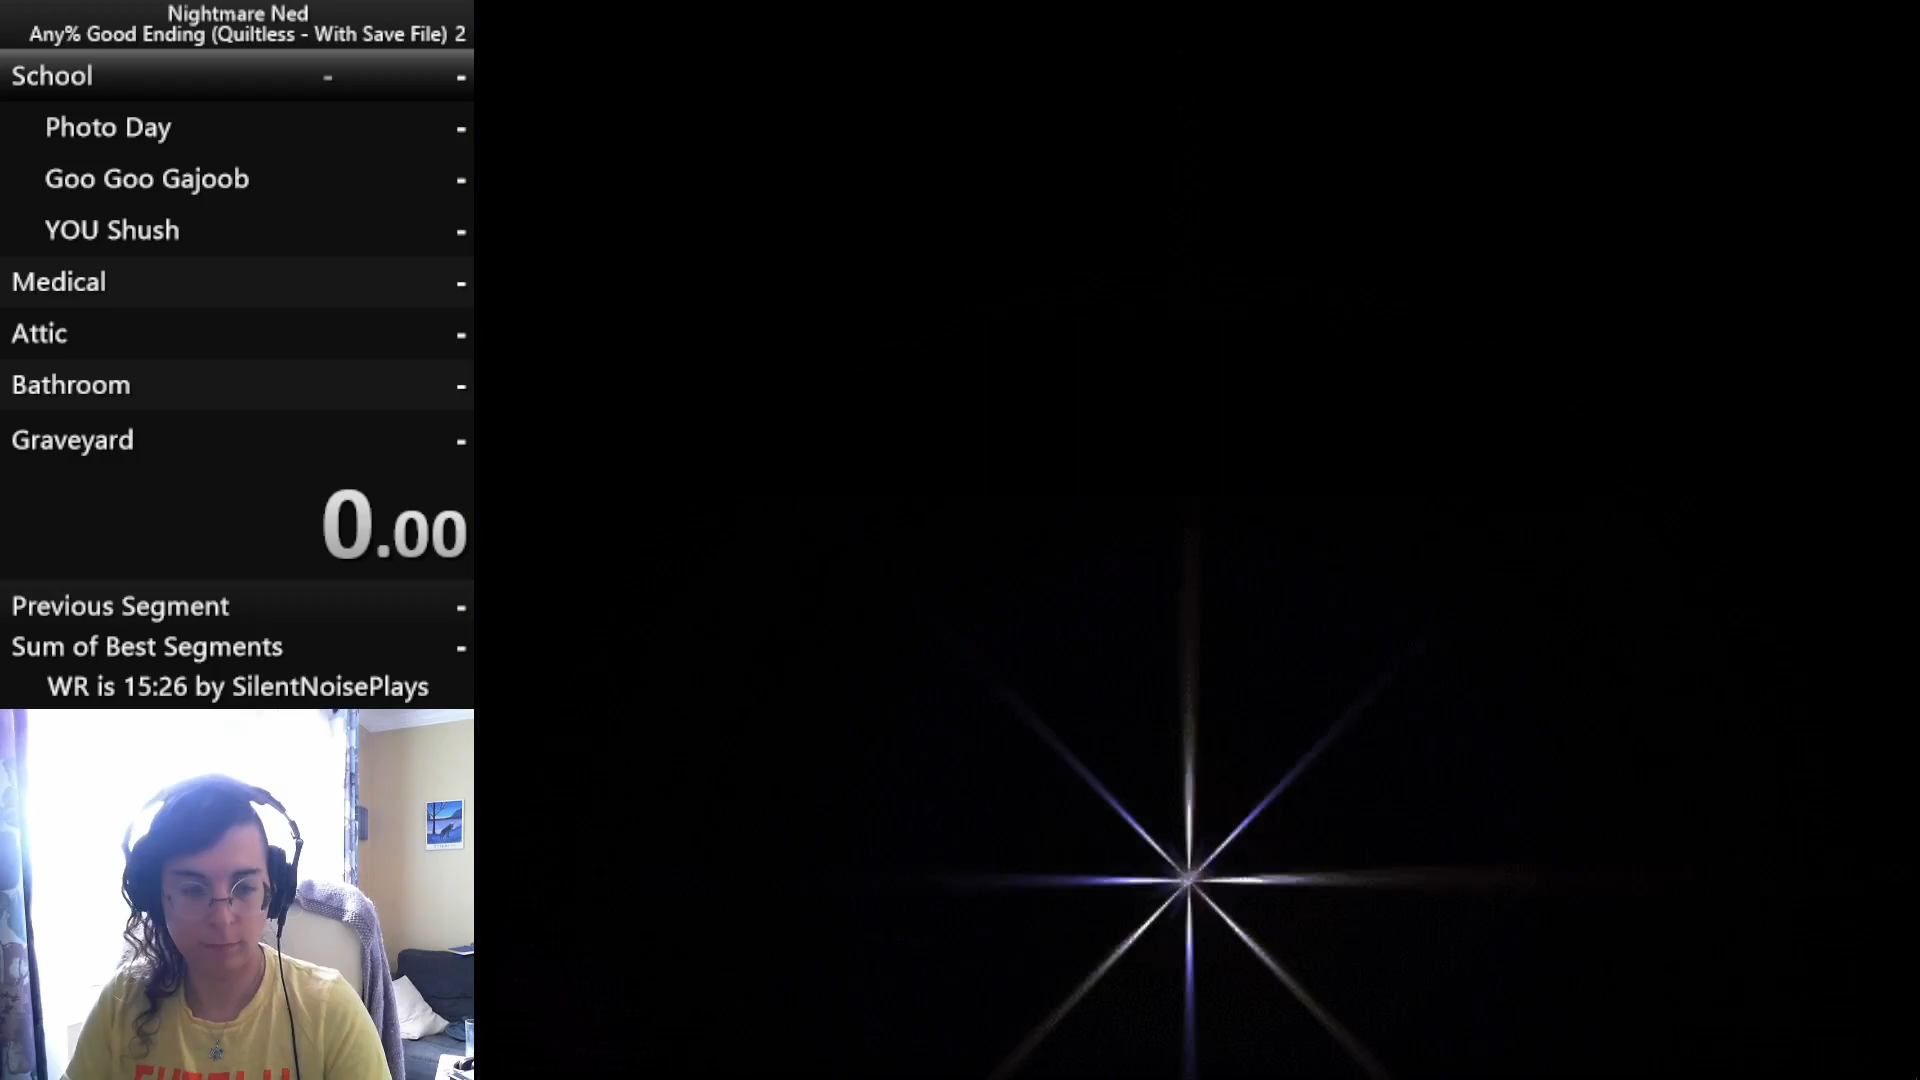 Nightmare Ned
Any% Good Ending (Quiltless - With Save File) 2
School - -
Photo Day -
Goo Goo Gajoob -
YOU Shush -
Medical -
Attic -
Bathroom -
Graveyard -
0.00
Previous Segment -
Sum of Best Segments -
WR is 15:26 by SilentNoisePlays